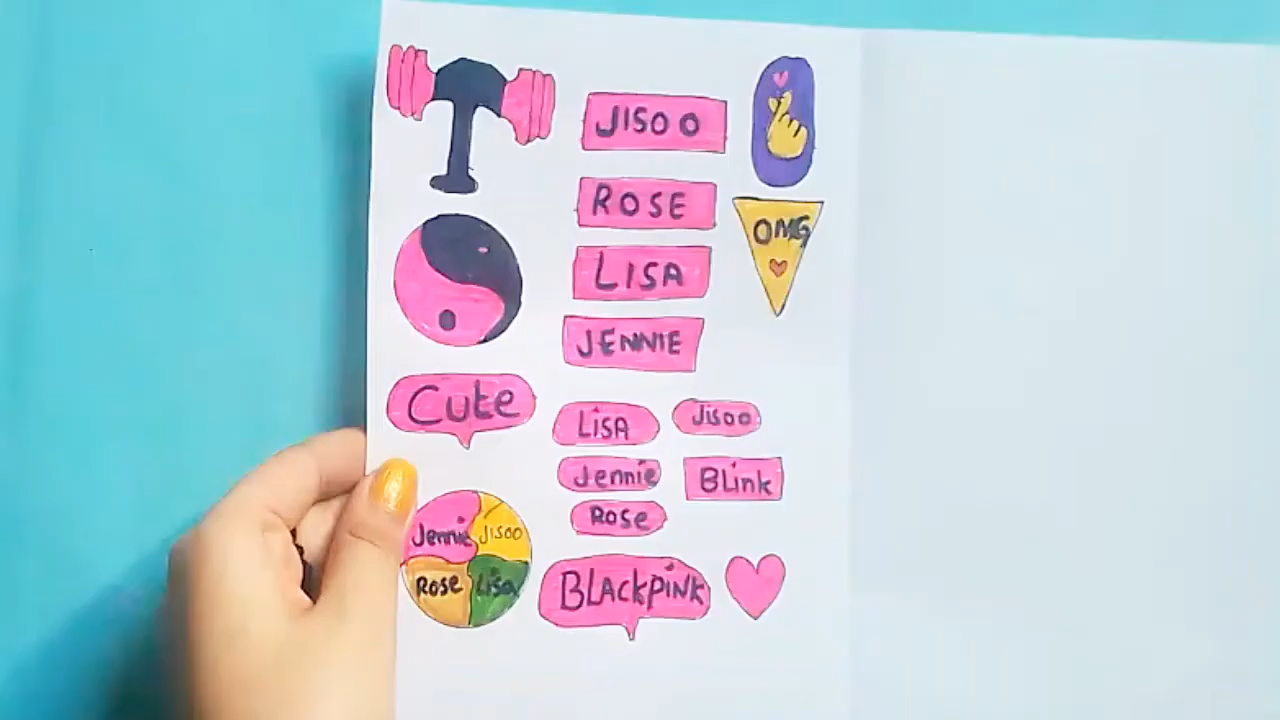 JISOO
ROSE
LISA
JENNIE
OMG
Cute
LiSA
Jisoo
Jennie
BLink
Rose
Jennie
JISOO
Rose
Lisa
BLACKPiNK